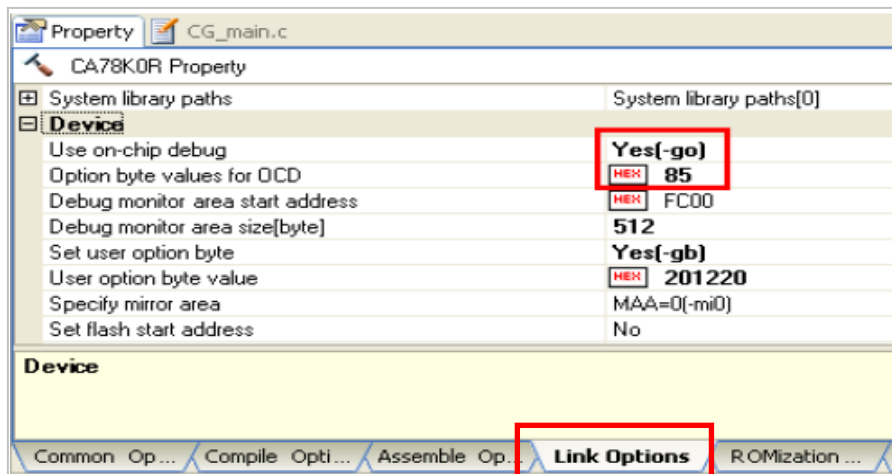 Property CG_main.c
CA78K0R Property
System library paths System library paths[0]
Device
Use on-chip debug Yes(-go)
Option byte values for OCD HEX 85
Debug monitor area start address HEX FC00
Debug monitor area size[byte] 512
Set user option byte Yes(-gb)
User option byte value HEX 201220
Specify mirror area MAA=0(-mi0)
Set flash start address No
Device
Common Op... Compile Opti... Assemble Op... Link Options ROMization ...